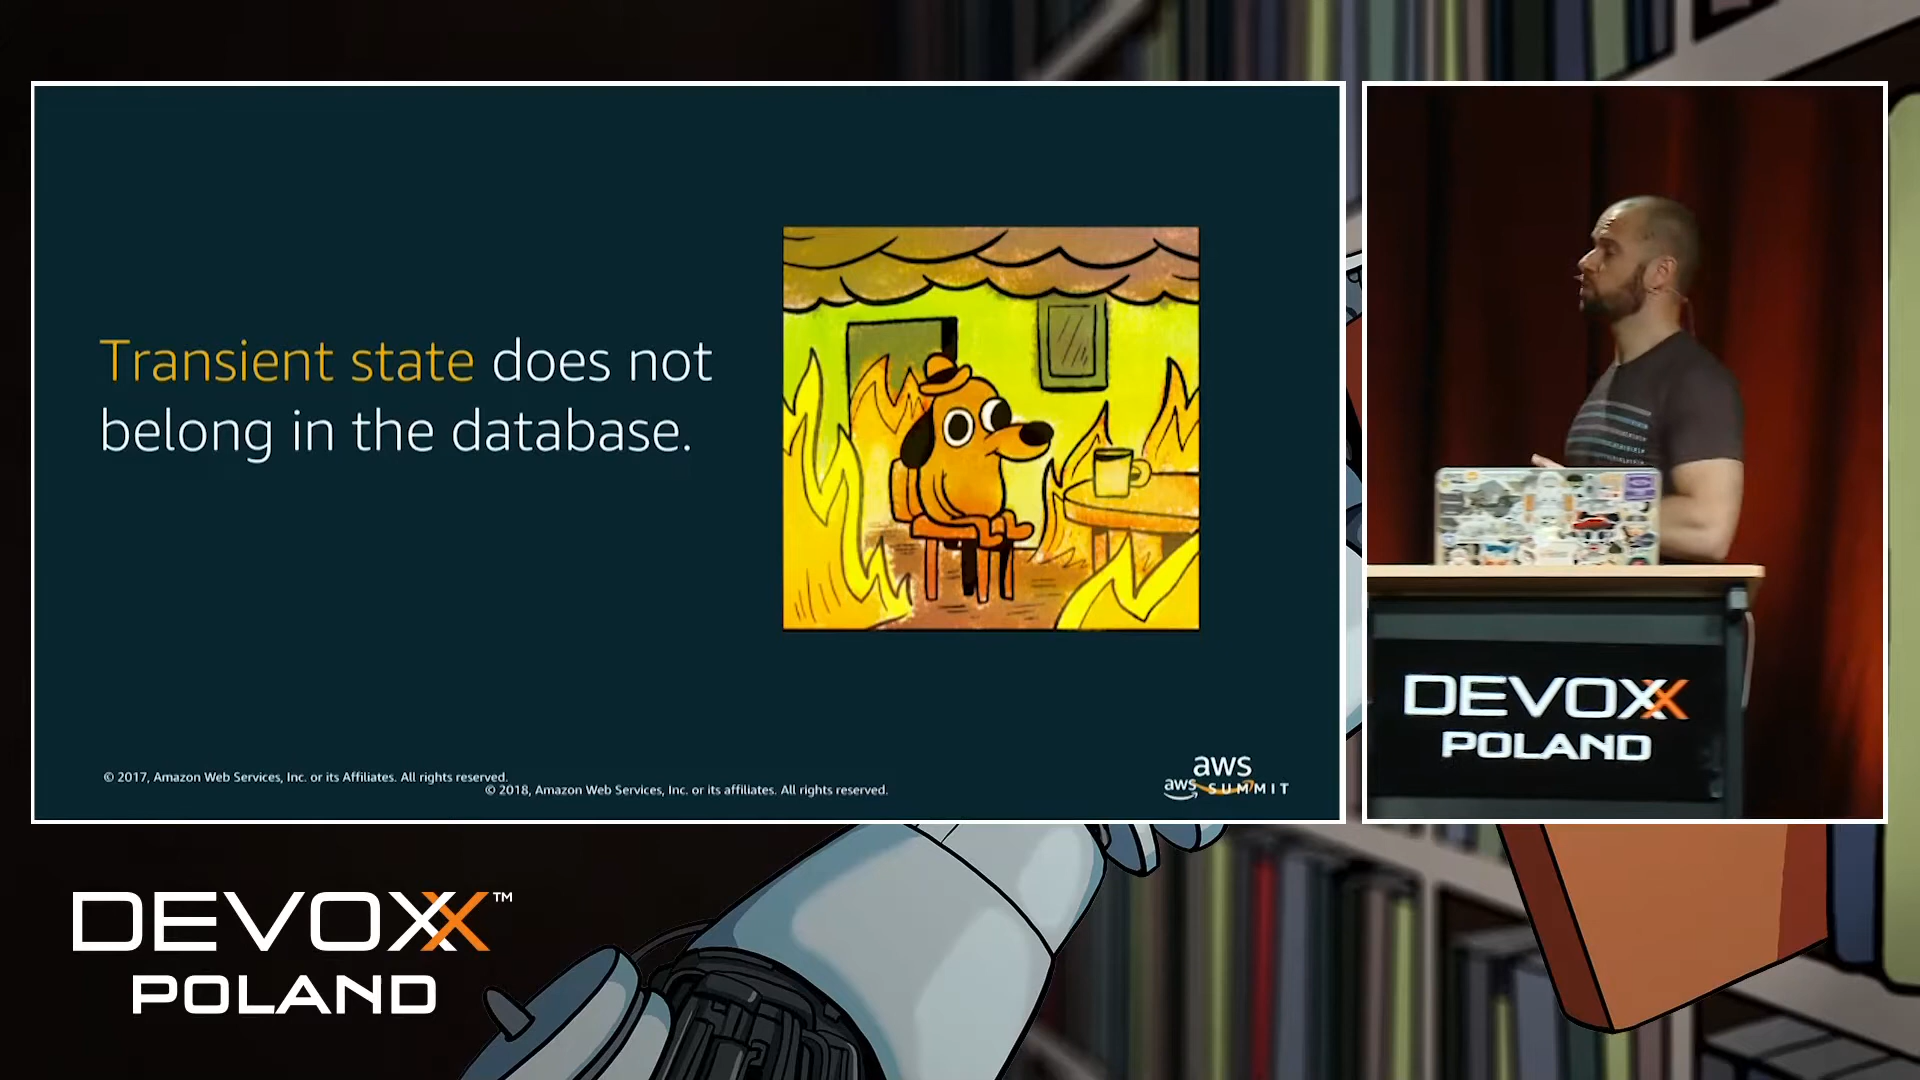 Transient state does not
belong in the database.
© 2017, Amazon Web Services, Inc. or its Affiliates. All rights reserved.
© 2018, Amazon Web Services, Inc. or its affiliates. All rights reserved.
aws
aws SUMMIT
DEVOXX
POLAND
DEVOXX™
POLAND